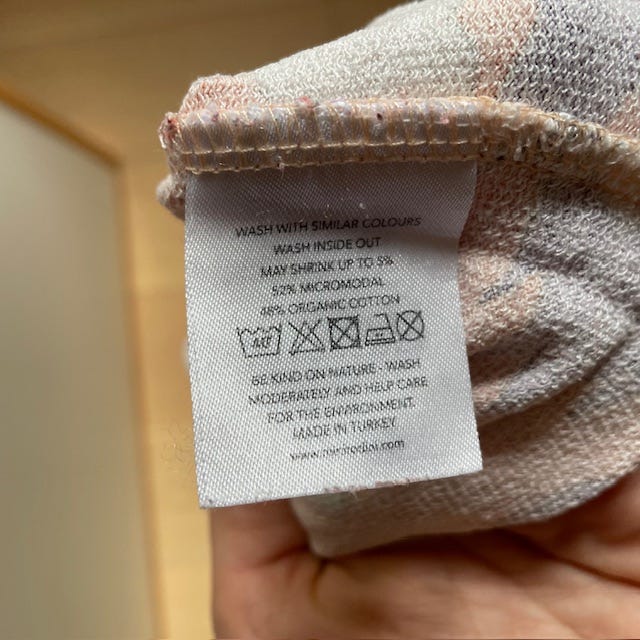 WASH WITH SIMILAR COLOURS
WASH INSIDE OUT
MAY SHRINK UP TO 5%
52% MICROMODAL
48% ORGANIC COTTON
40°
BE KIND ON NATURE - WASH
MODERATELY AND HELP CARE
FOR THE ENVIRONMENT.
MADE IN TURKEY